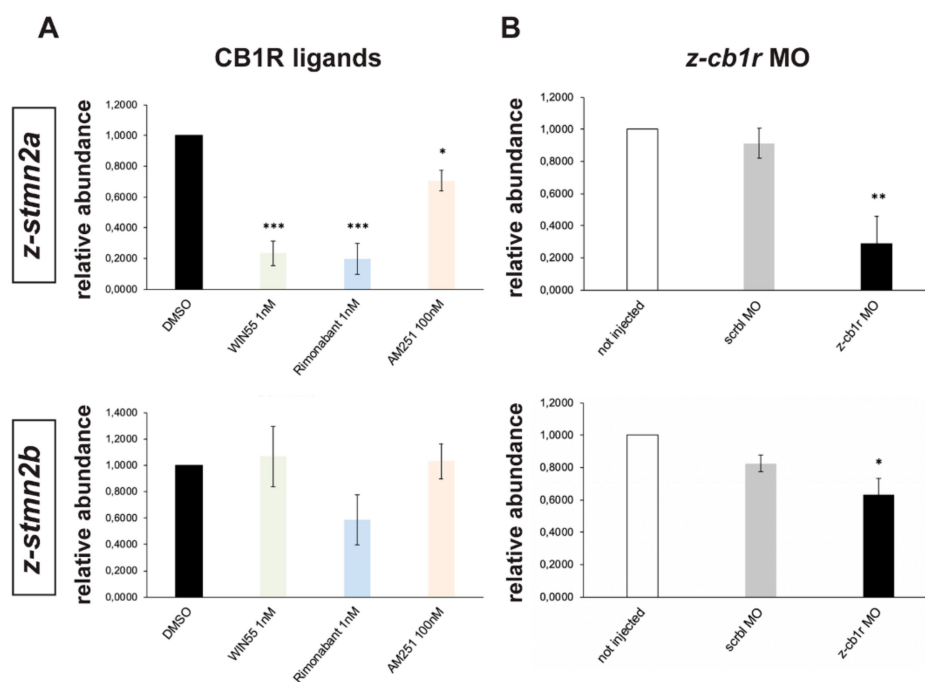 A
B
CB1R ligands
z-cb1r MO
z-stmn2a
relative abundance
1,2000
1,0000
0,8000
0,6000
0,4000
0,2000
0,0000
***
***
*
DMSO
WIN55 1nM
Rimonabant 1nM
AM251 100nM
relative abundance
1,2000
1,0000
0,8000
0,6000
0,4000
0,2000
0,0000
**
not injected
scrbl MO
z-cb1r MO
z-stmn2b
relative abundance
1,4000
1,2000
1,0000
0,8000
0,6000
0,4000
0,2000
0,0000
DMSO
WIN55 1nM
Rimonabant 1nM
AM251 100nM
relative abundance
1,2000
1,0000
0,8000
0,6000
0,4000
0,2000
0,0000
*
not injected
scrbl MO
z-cb1r MO